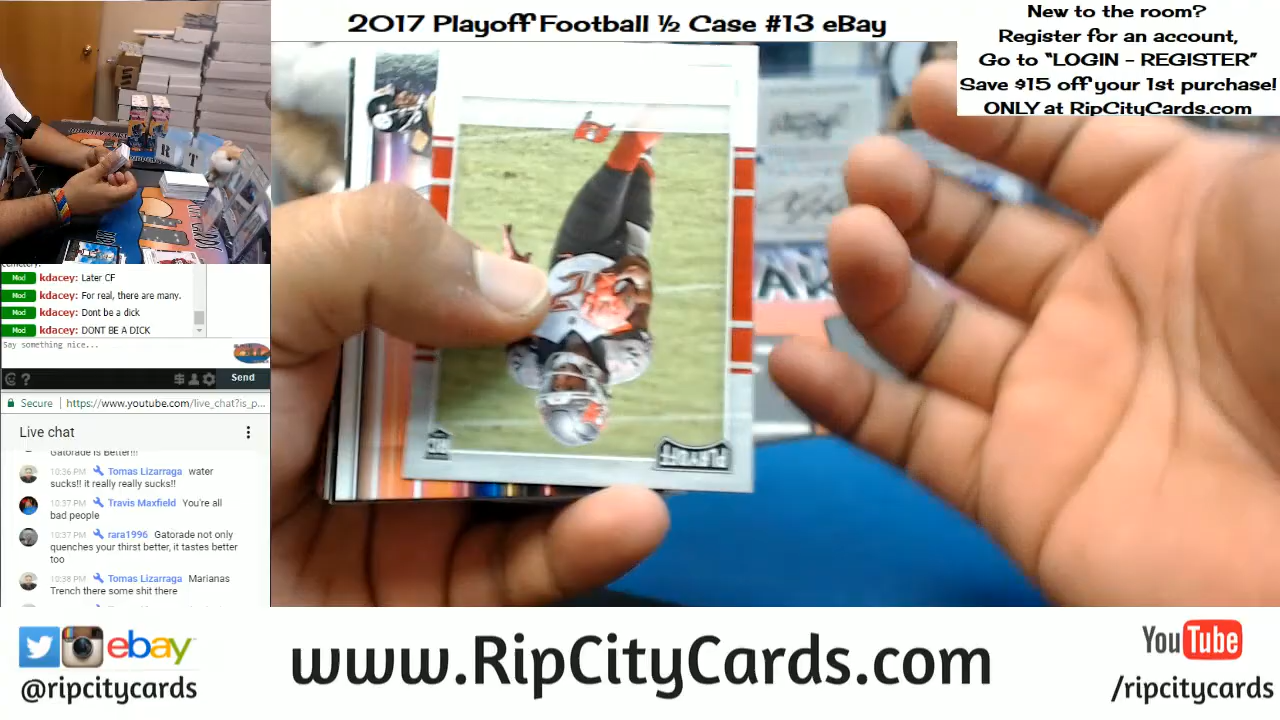 2017 Playoff Football ½ Case #13 eBay
New to the room?
Register for an account,
Go to “LOGIN - REGISTER”
Save $15 off your 1st purchase!
ONLY at RipCityCards.com
R T
Mod kdacey: Later CF
Mod kdacey: For real, there are many.
Mod kdacey: Dont be a dick
Mod kdacey: DONT BE A DICK
Say something nice...
Send
Secure https://www.youtube.com/live_chat?is_p...
Live chat
Gatorade is Better!!!
10:36 PM Tomas Lizarraga water
sucks!! it really really sucks!!
10:37 PM Travis Maxfield You're all
bad people
10:37 PM rara1996 Gatorade not only
quenches your thirst better, it tastes better
too
10:38 PM Tomas Lizarraga Marianas
Trench there some shit there
PLAYOFF
ebay
@ripcitycards
www.RipCityCards.com
YouTube
/ripcitycards